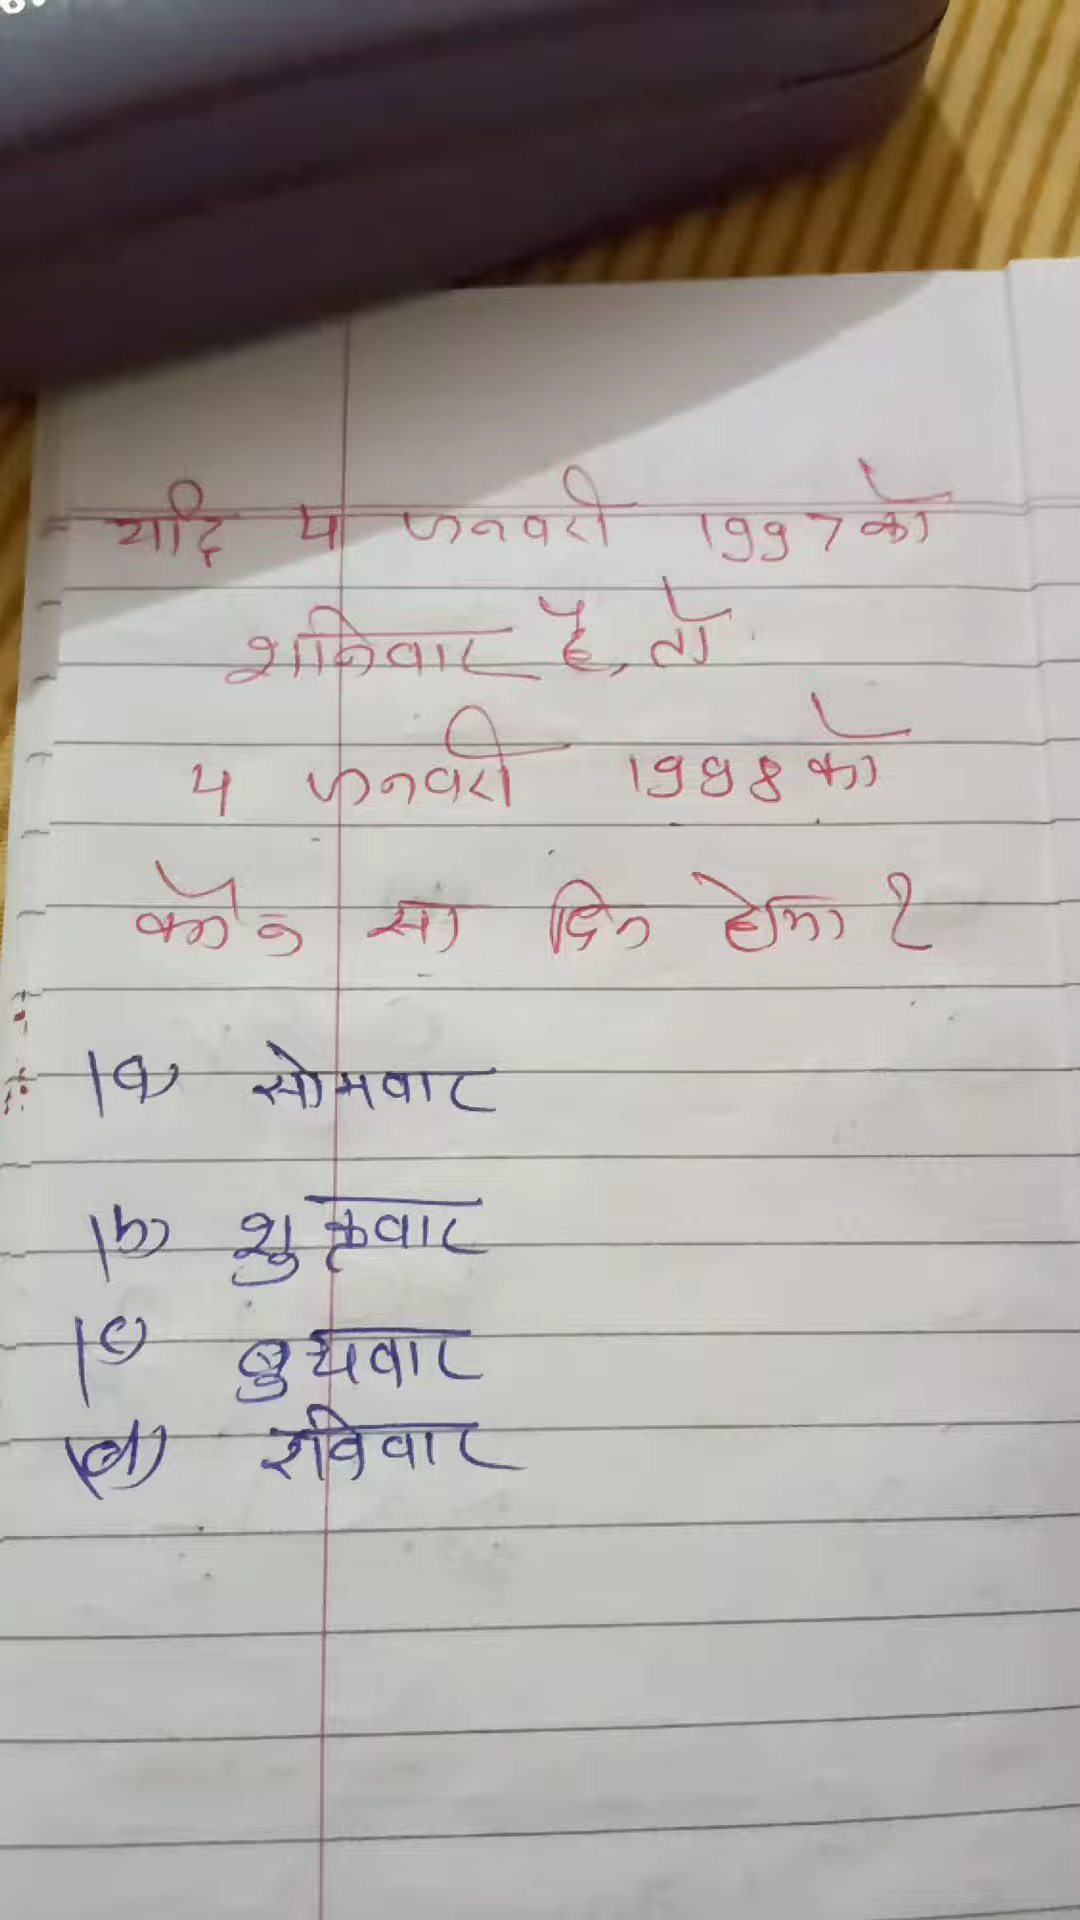 यदि 4 जनवरी 1997 को
शनिवार है, तो
4 जनवरी 1998 को
कौन सा दिन होगा ?
(a) सोमवार
(b) शुक्रवार
(c) बुधवार
(d) रविवार